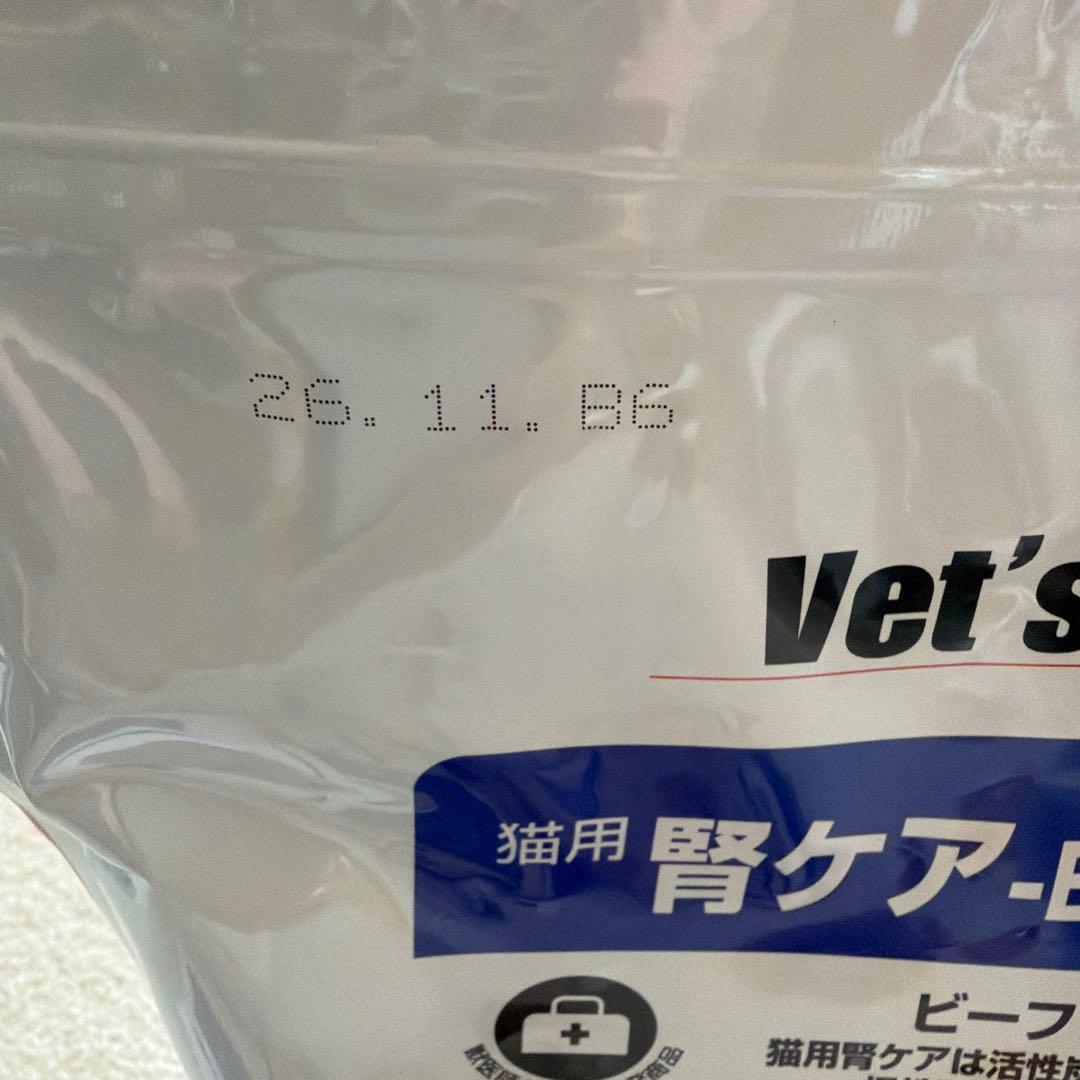 26. 11. B6
Vet's
猫用 腎ケア-
ビーフ
猫用腎ケアは活性